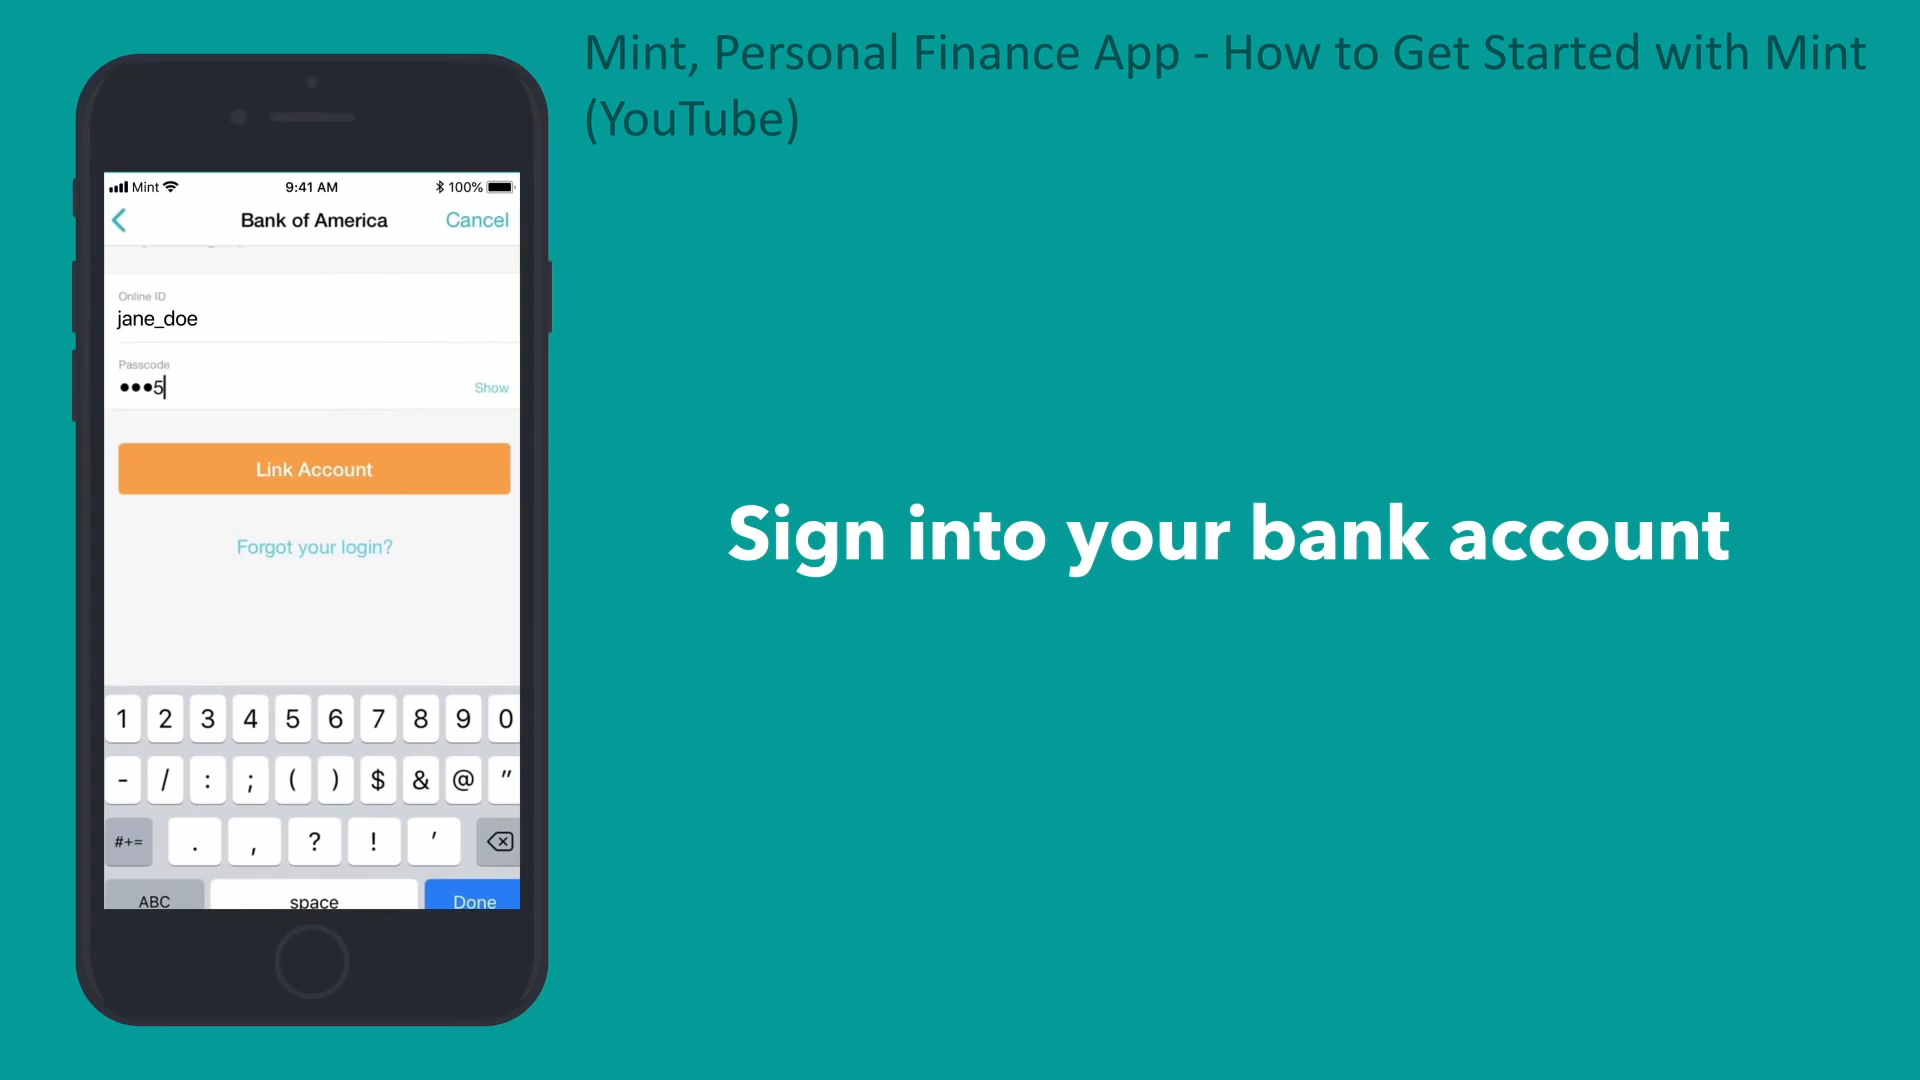 Mint, Personal Finance App - How to Get Started with Mint
(YouTube)
Mint 9:41 AM 100%
Bank of America Cancel
Online ID
jane_doe
Passcode
•••5 Show
Link Account
Forgot your login?
Sign into your bank account
1 2 3 4 5 6 7 8 9 0
- / : ; ( ) $ & @ "
#+= . , ? ! '
ABC space Done